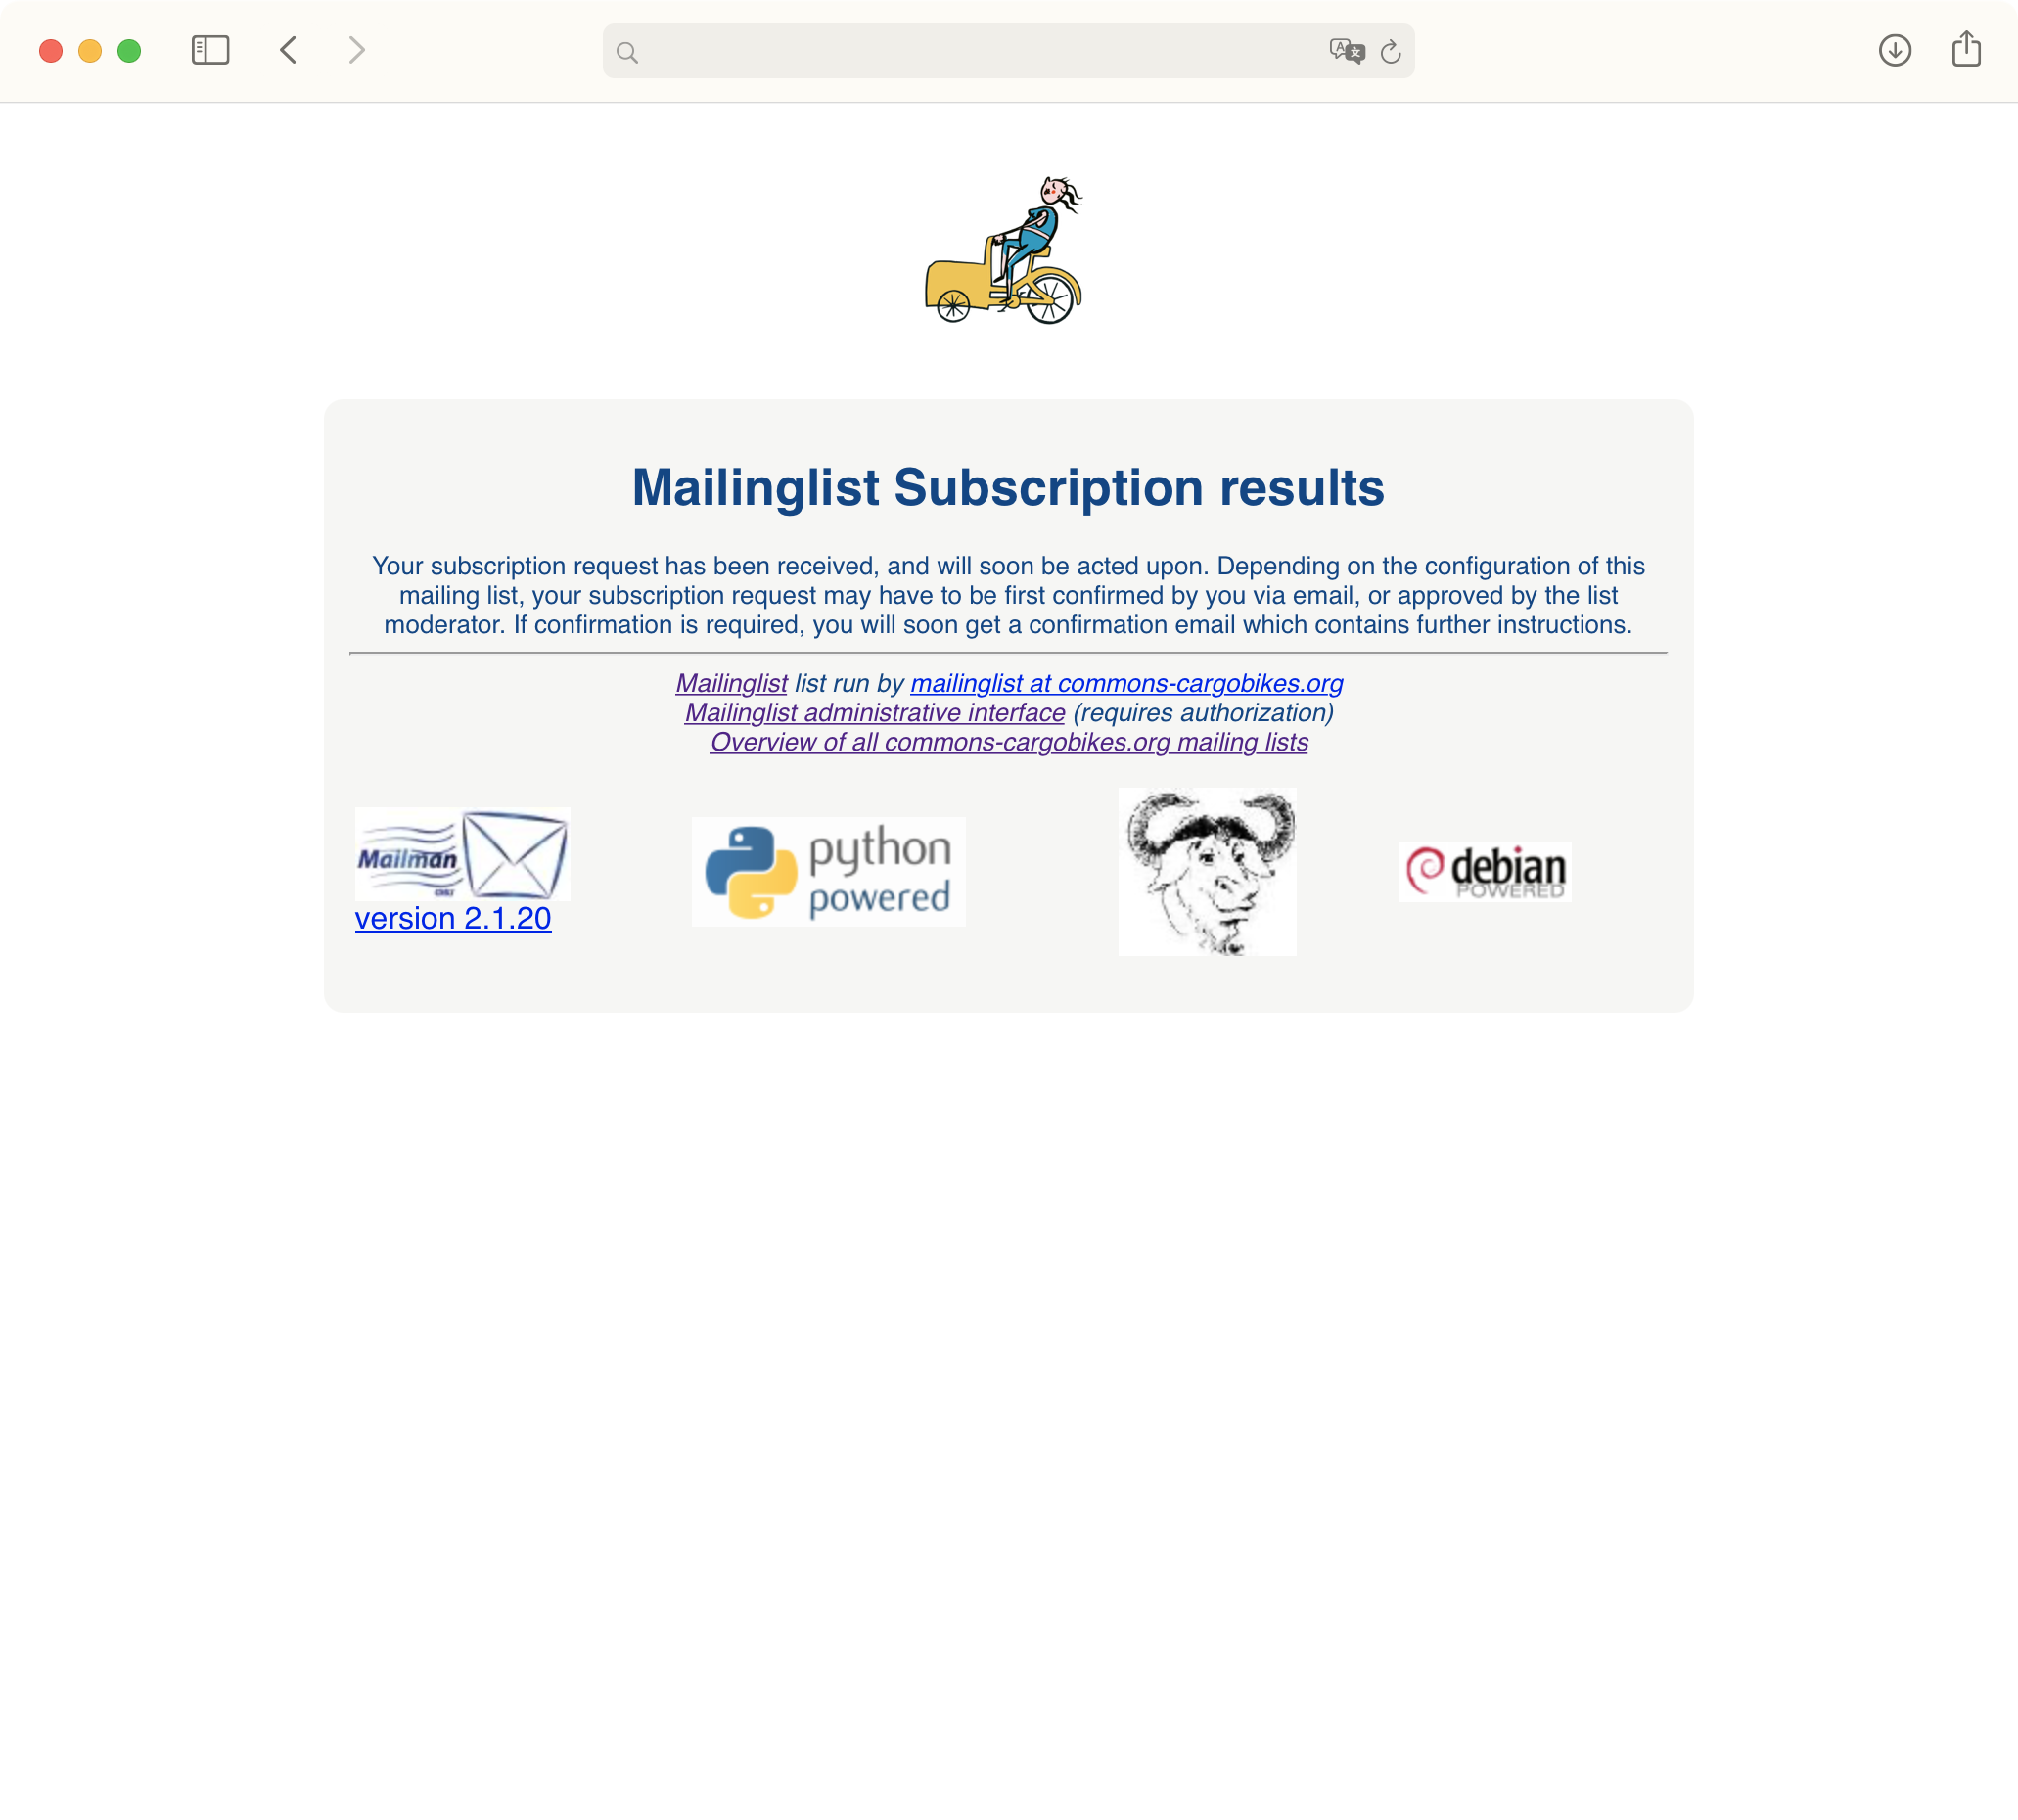 Mailinglist Subscription results
Your subscription request has been received, and will soon be acted upon. Depending on the configuration of this
mailing list, your subscription request may have to be first confirmed by you via email, or approved by the list
moderator. If confirmation is required, you will soon get a confirmation email which contains further instructions.
Mailinglist list run by mailinglist at commons-cargobikes.org
Mailinglist administrative interface (requires authorization)
Overview of all commons-cargobikes.org mailing lists
Mailman
version 2.1.20
python
powered
debian
POWERED